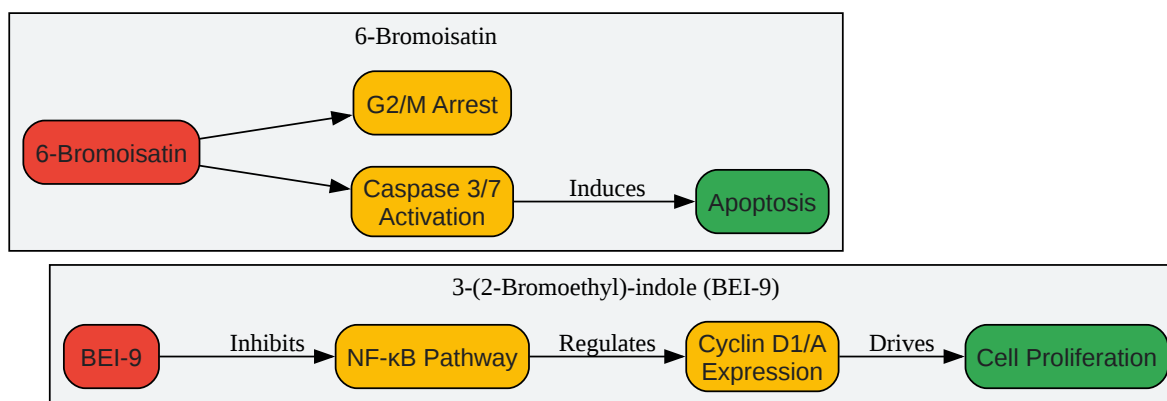 6-Bromoisatin
G2/M Arrest
6-Bromoisatin
Caspase 3/7
Activation
Induces
Apoptosis
3-(2-Bromoethyl)-indole (BEI-9)
BEI-9
Inhibits
NF-κB Pathway
Regulates
Cyclin D1/A
Expression
Drives
Cell Proliferation